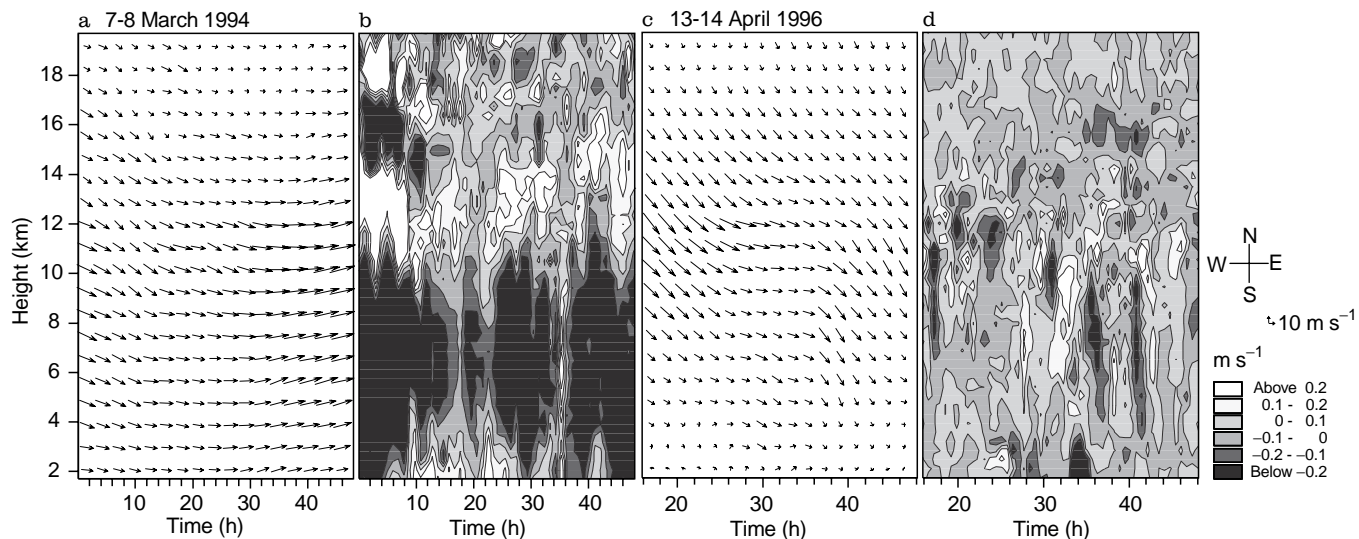 a 7-8 March 1994
b
c 13-14 April 1996
d
Height (km)
18
16
14
12
10
8
6
4
2
10 20 30 40
Time (h)
10 20 30 40
Time (h)
20 30 40
Time (h)
20 30 40
Time (h)
N
W E
S
10 m s⁻¹
m s⁻¹
Above 0.2
0.1 - 0.2
0 - 0.1
−0.1 - 0
−0.2 - −0.1
Below −0.2